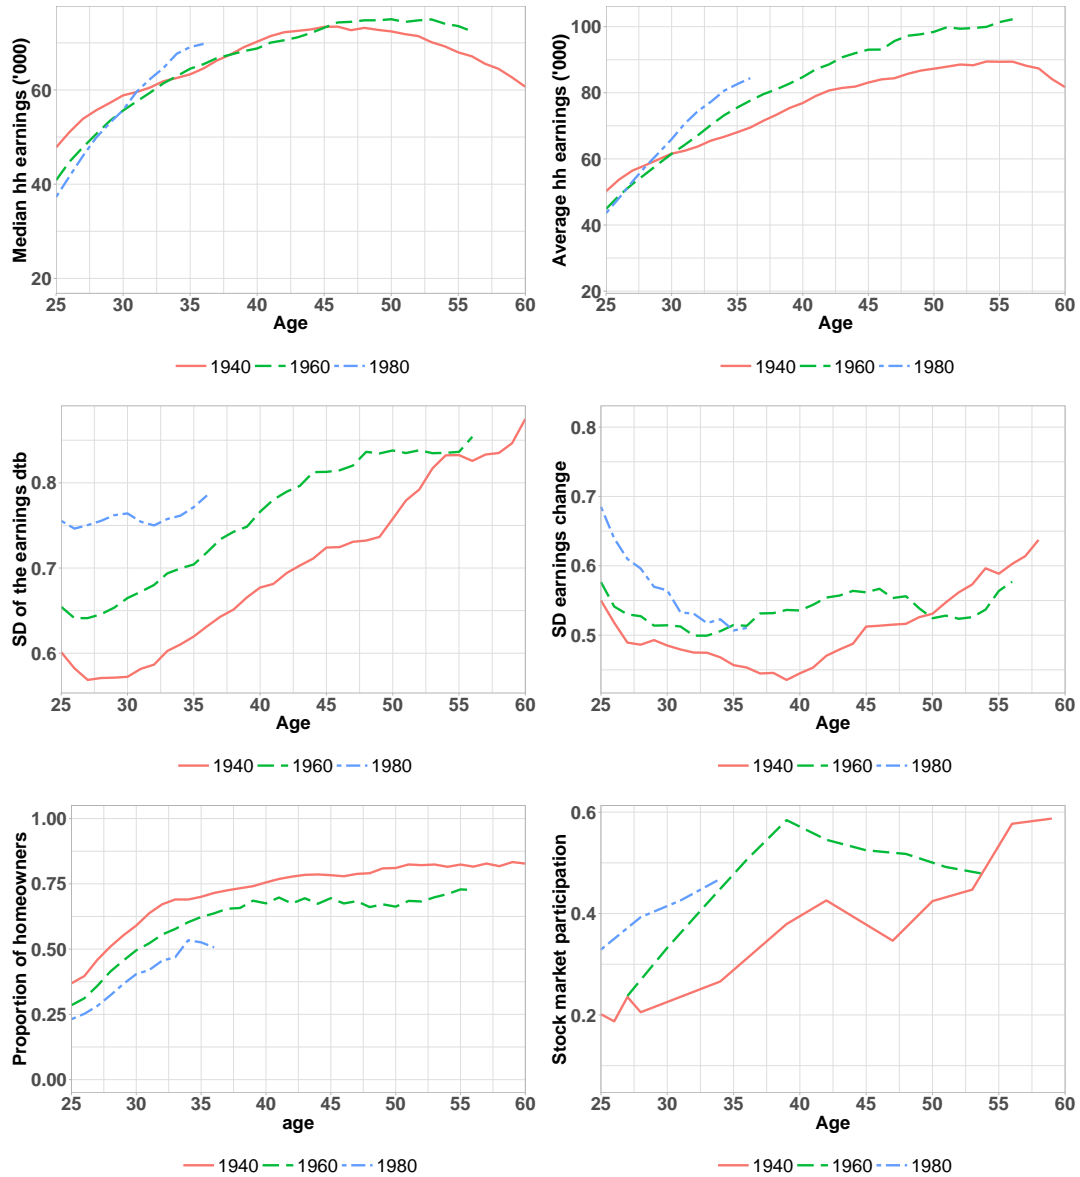 Median hh earnings ('000)
60
40
20
25 30 35 40 45 50 55 60
Age
1940 1960 1980
Average hh earnings ('000)
100
80
60
40
20
25 30 35 40 45 50 55 60
Age
1940 1960 1980
SD of the earnings dtb
0.8
0.7
0.6
25 30 35 40 45 50 55 60
Age
1940 1960 1980
SD earnings change
0.8
0.7
0.6
0.5
25 30 35 40 45 50 55 60
Age
1940 1960 1980
Proportion of homeowners
1.00
0.75
0.50
0.25
0.00
25 30 35 40 45 50 55 60
age
1940 1960 1980
Stock market participation
0.6
0.4
0.2
25 30 35 40 45 50 55 60
Age
1940 1960 1980